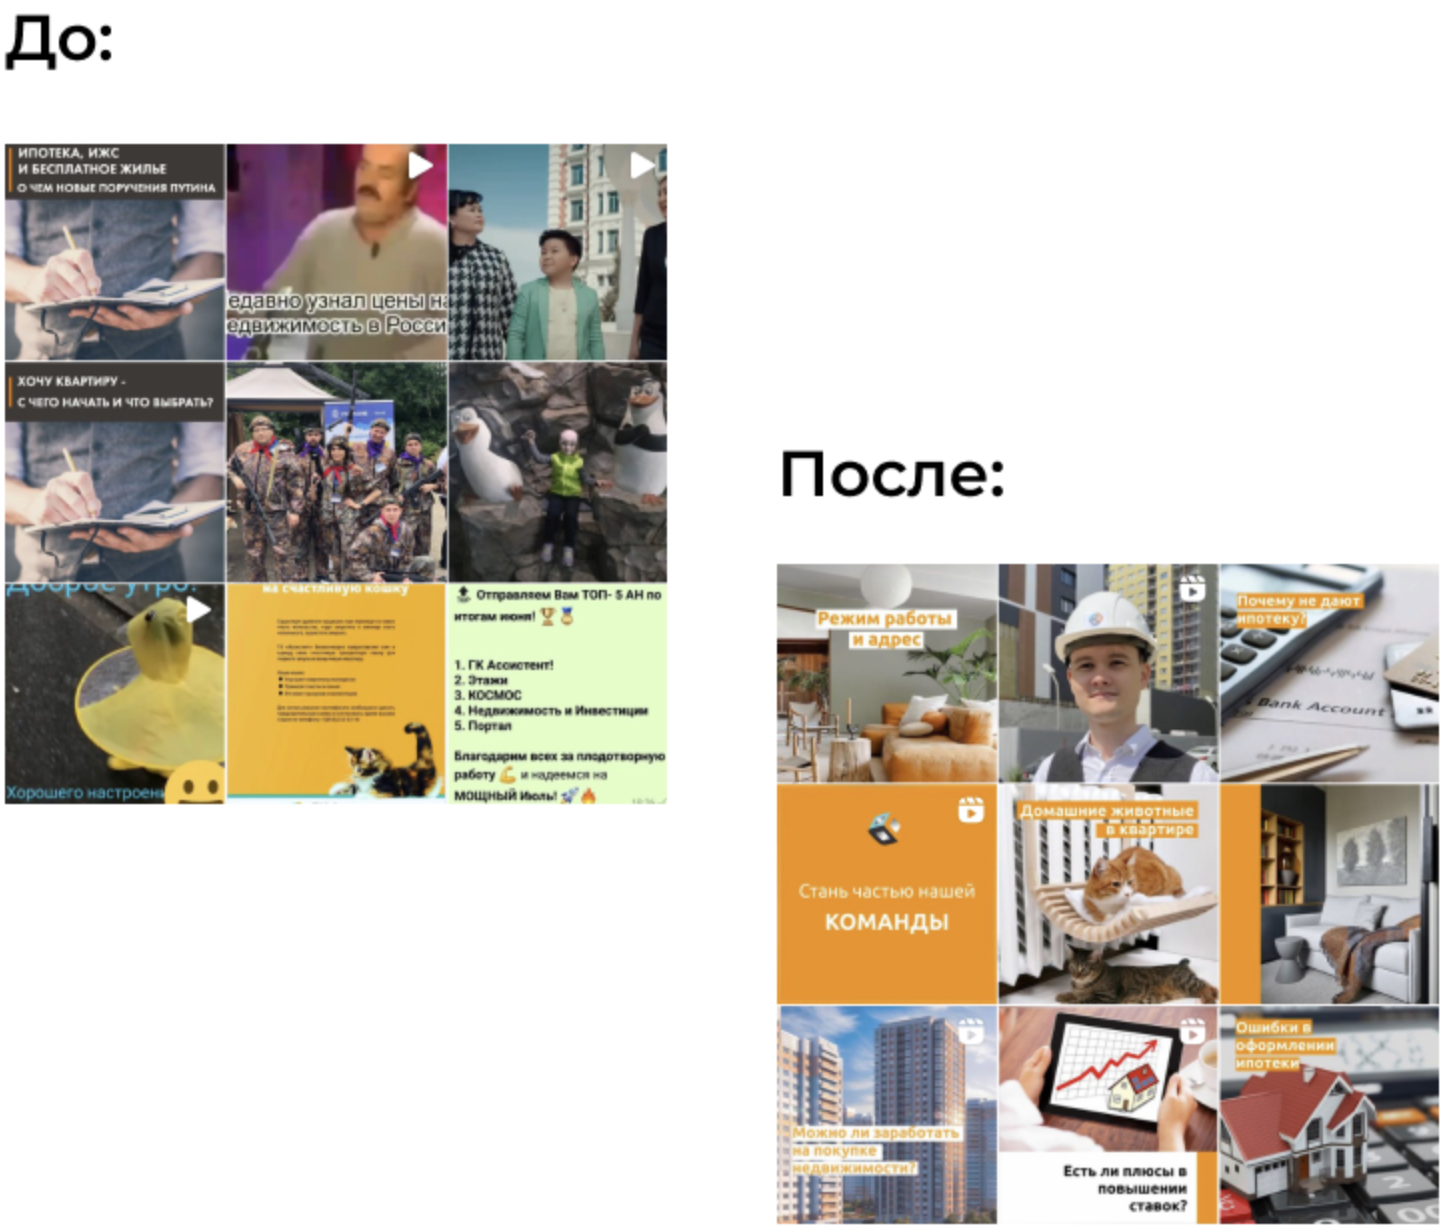 До:
ИПОТЕКА, ИЖС
И БЕСПЛАТНОЕ ЖИЛЬЕ
О ЧЕМ НОВЫЕ ПОРУЧЕНИЯ ПУТИНА
едавно узнал цены на
едвижимость в Росси
ХОЧУ КВАРТИРУ -
С ЧЕГО НАЧАТЬ И ЧТО ВЫБРАТЬ?
Доброе утро!
Хорошего настроени
на счастливую кошку
Отправляем Вам ТОП- 5 АН по
итогам июня! 🏆🏅
1. ГК Ассистент!
2. Этажи
3. КОСМОС
4. Недвижимость и Инвестиции
5. Портал
Благодарим всех за плодотворную
работу 💪 и надеемся на
МОЩНЫЙ Июль! 🚀🔥
После:
Режим работы
и адрес
Почему не дают
ипотеку?
Bank Account
Стань частью нашей
КОМАНДЫ
Домашние животные
в квартире
Можно ли заработать
на покупке
недвижимости?
Есть ли плюсы в
повышении
ставок?
Ошибки в
оформлении
ипотеки